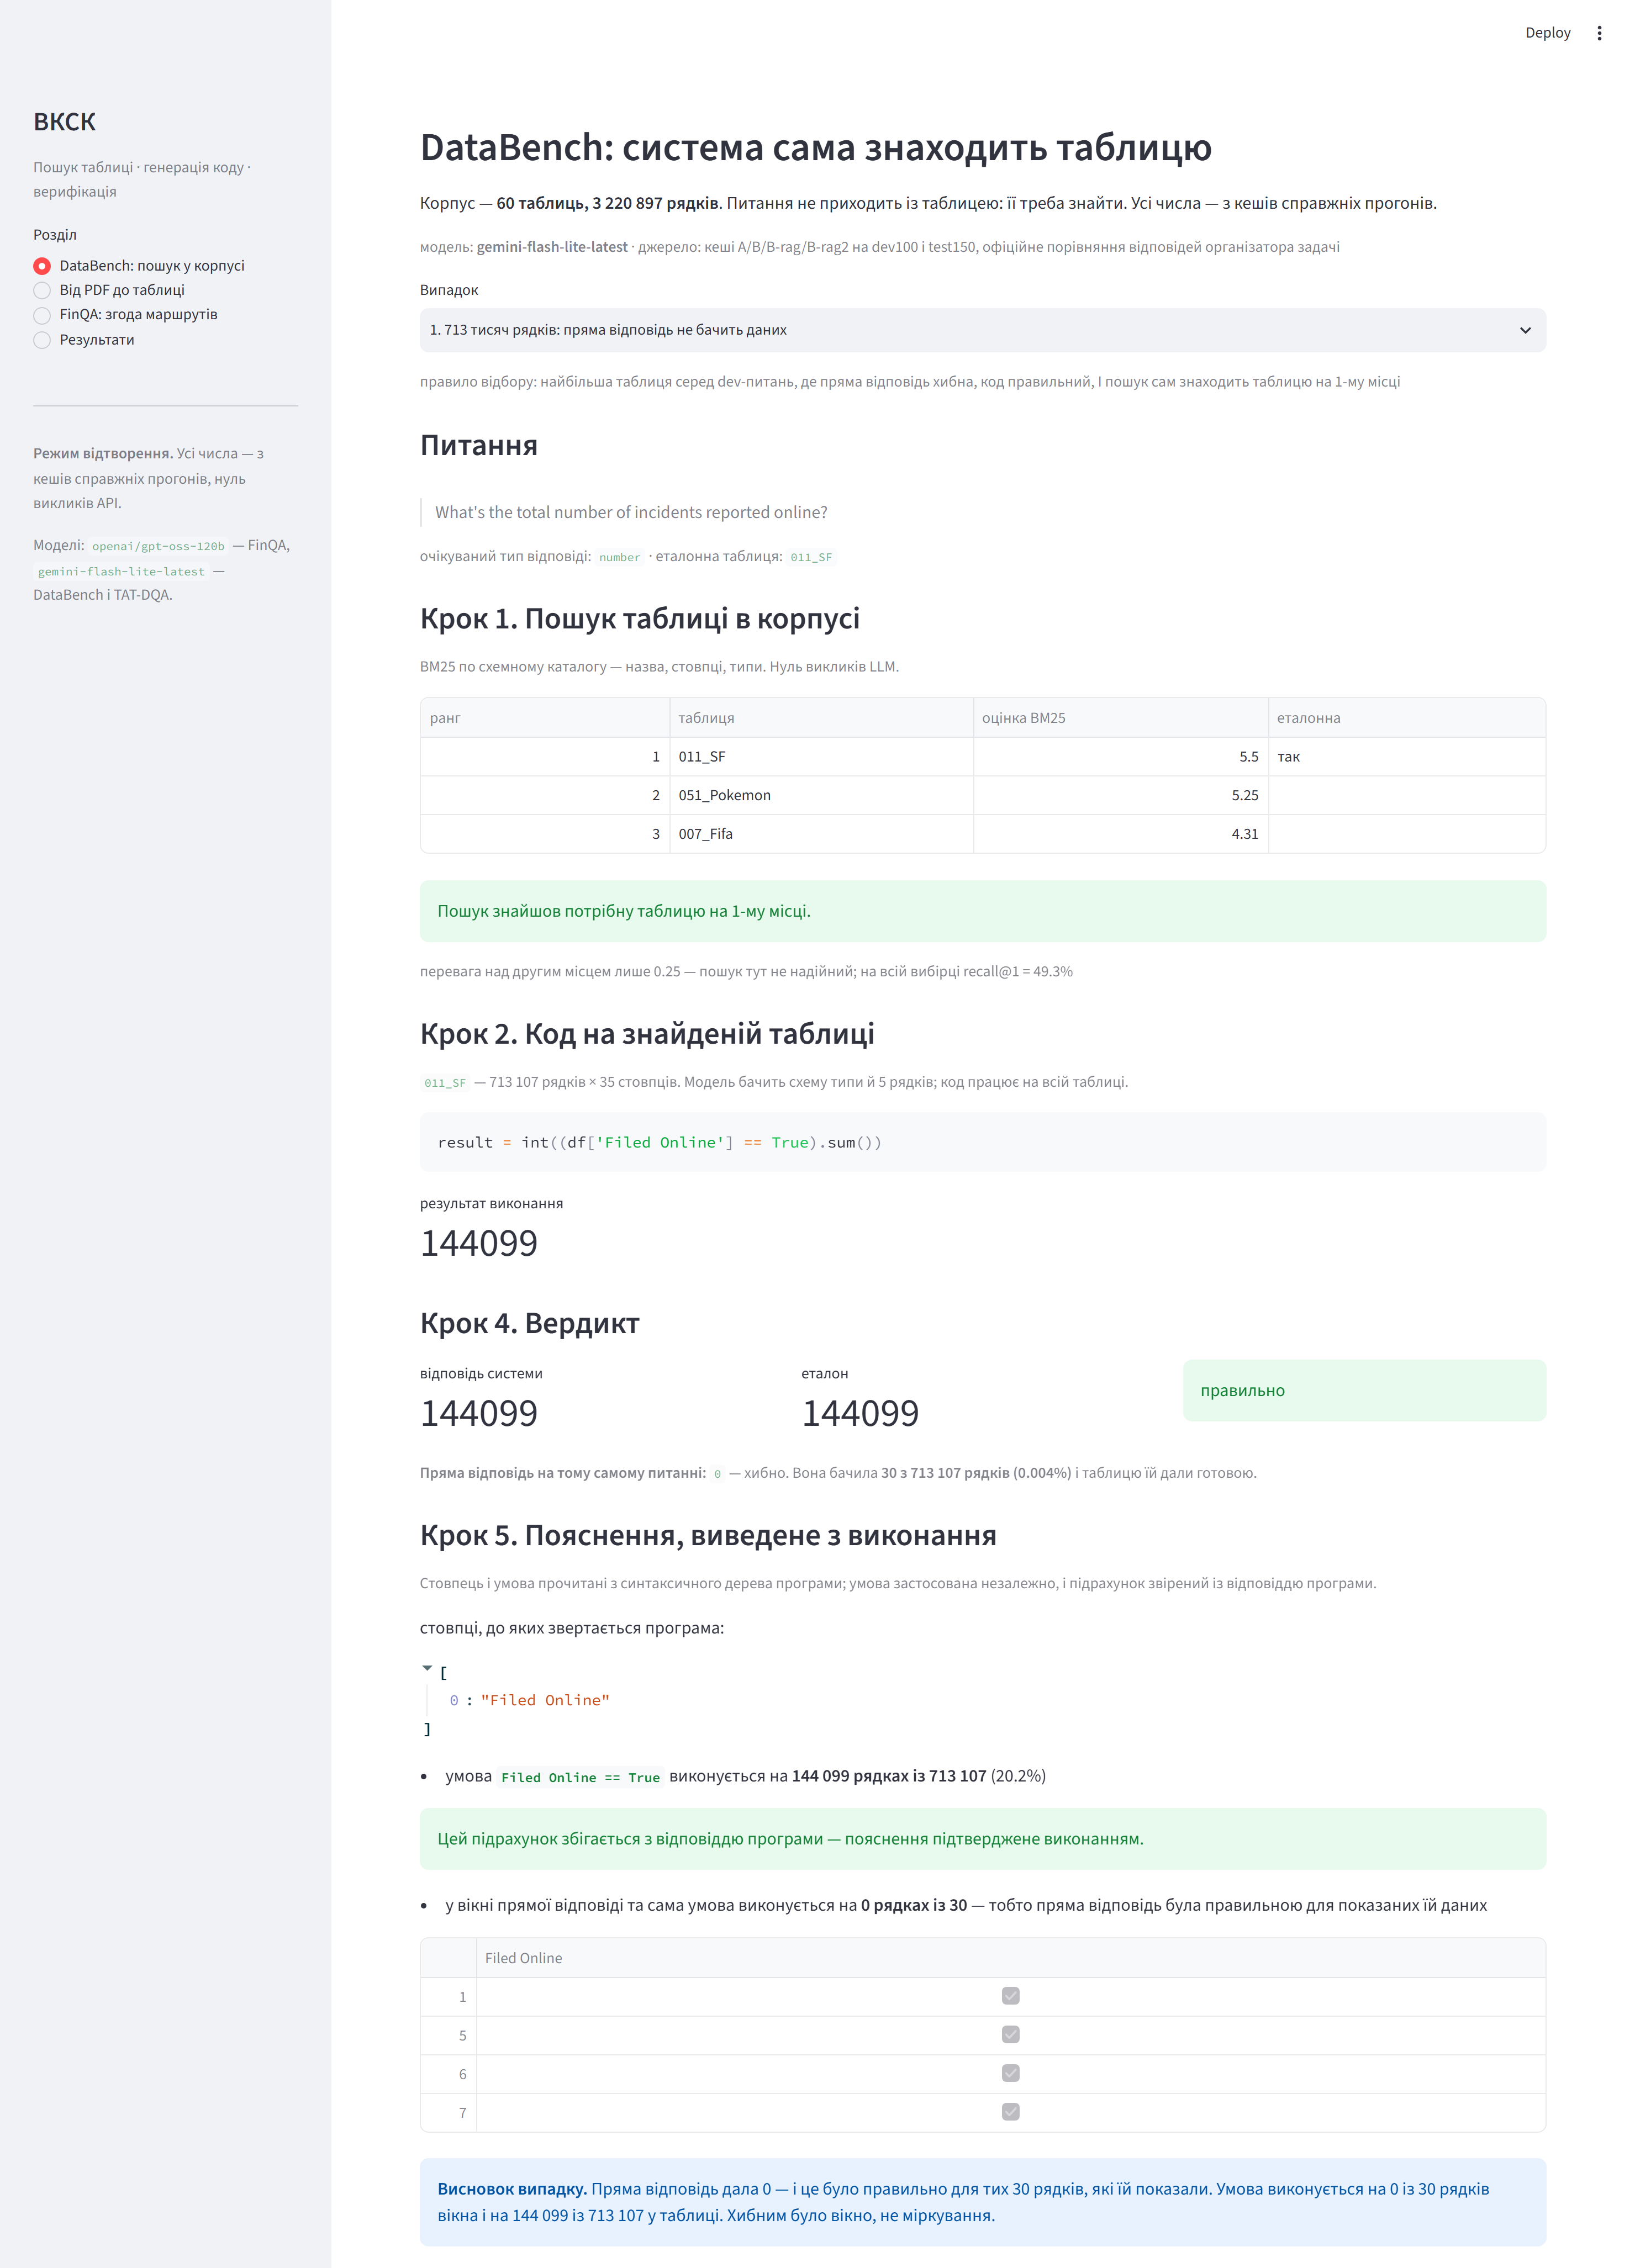 Deploy
ВКСК
Пошук таблиці · генерація коду ·
верифікація
Розділ
DataBench: пошук у корпусі
Від PDF до таблиці
FinQA: згода маршрутів
Результати
Режим відтворення. Усі числа — з
кешів справжніх прогонів, нуль
викликів API.
Моделі: openai/gpt-oss-120b — FinQA,
gemini-flash-lite-latest —
DataBench і TAT-DQA.
DataBench: система сама знаходить таблицю
Корпус — 60 таблиць, 3 220 897 рядків. Питання не приходить із таблицею: її треба знайти. Усі числа — з кешів справжніх прогонів.
модель: gemini-flash-lite-latest · джерело: кеші A/B/B-rag/B-rag2 на dev100 і test150, офіційне порівняння відповідей організатора задачі
Випадок
1. 713 тисяч рядків: пряма відповідь не бачить даних
правило відбору: найбільша таблиця серед dev-питань, де пряма відповідь хибна, код правильний, І пошук сам знаходить таблицю на 1-му місці
Питання
What's the total number of incidents reported online?
очікуваний тип відповіді: number · еталонна таблиця: 011_SF
Крок 1. Пошук таблиці в корпусі
BM25 по схемному каталогу — назва, стовпці, типи. Нуль викликів LLM.
ранг таблиця оцінка BM25 еталонна
1 011_SF 5.5 так
2 051_Pokemon 5.25
3 007_Fifa 4.31
Пошук знайшов потрібну таблицю на 1-му місці.
перевага над другим місцем лише 0.25 — пошук тут не надійний; на всій вибірці recall@1 = 49.3%
Крок 2. Код на знайденій таблиці
011_SF — 713 107 рядків × 35 стовпців. Модель бачить схему типи й 5 рядків; код працює на всій таблиці.
result = int((df['Filed Online'] == True).sum())
результат виконання
144099
Крок 4. Вердикт
відповідь системи еталон
144099 144099 правильно
Пряма відповідь на тому самому питанні: 0 — хибно. Вона бачила 30 з 713 107 рядків (0.004%) і таблицю їй дали готовою.
Крок 5. Пояснення, виведене з виконання
Стовпець і умова прочитані з синтаксичного дерева програми; умова застосована незалежно, і підрахунок звірений із відповіддю програми.
стовпці, до яких звертається програма:
[
0 : "Filed Online"
]
• умова Filed Online == True виконується на 144 099 рядках із 713 107 (20.2%)
Цей підрахунок збігається з відповіддю програми — пояснення підтверджене виконанням.
• у вікні прямої відповіді та сама умова виконується на 0 рядках із 30 — тобто пряма відповідь була правильною для показаних їй даних
Filed Online
1
5
6
7
Висновок випадку. Пряма відповідь дала 0 — і це було правильно для тих 30 рядків, які їй показали. Умова виконується на 0 із 30 рядків
вікна і на 144 099 із 713 107 у таблиці. Хибним було вікно, не міркування.